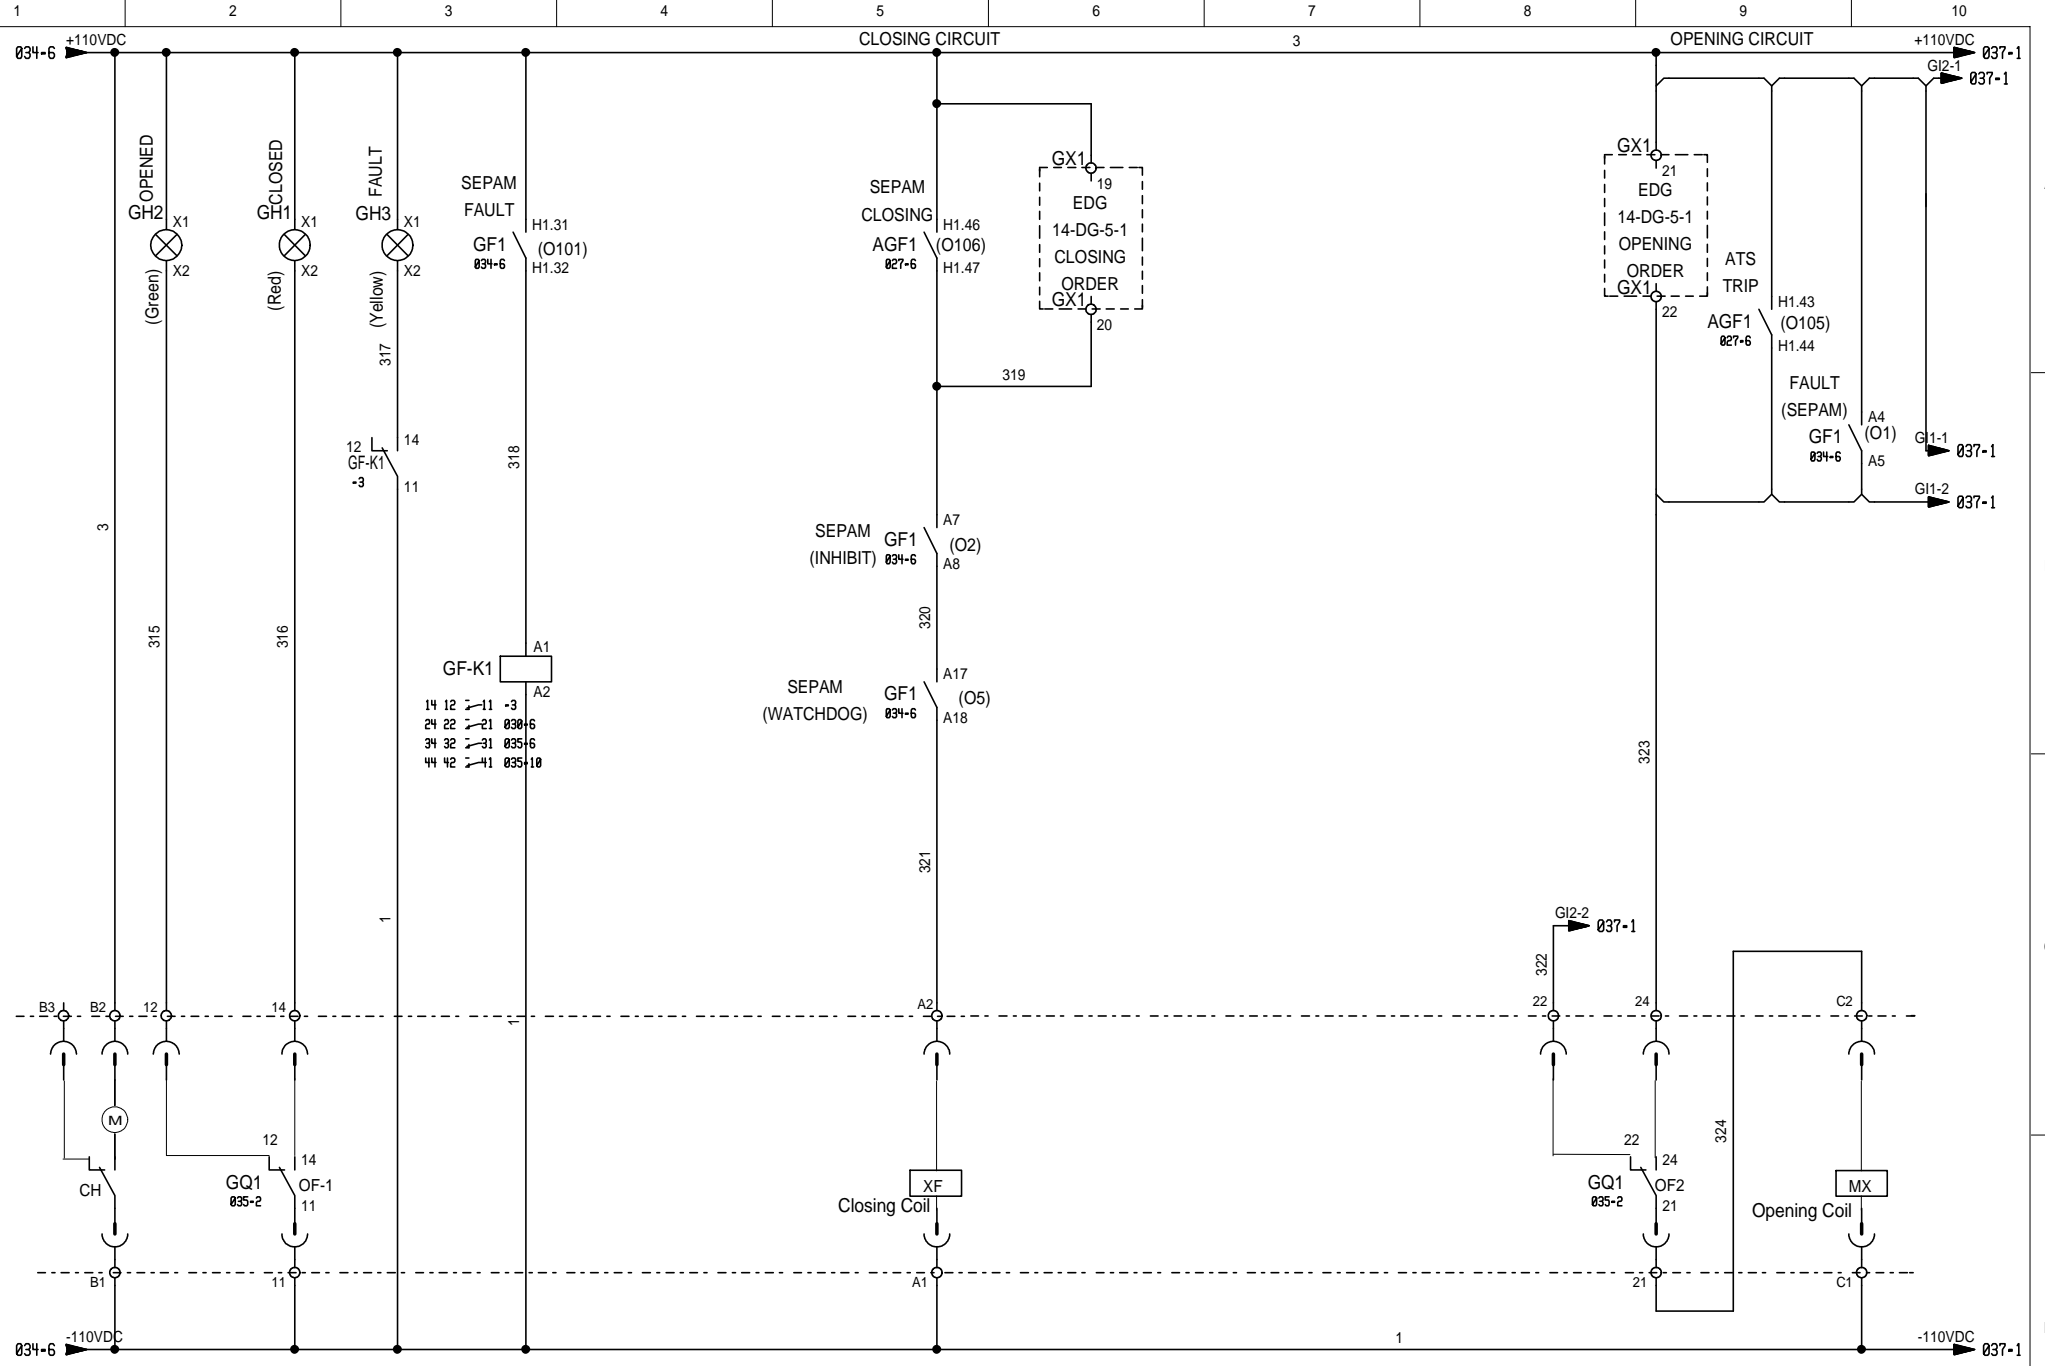 1 2 3 4 5 6 7 8 9 10
+110VDC CLOSING CIRCUIT 3 OPENING CIRCUIT +110VDC
034-6 037-1
GI2-1
037-1
OPENED
GH2
X1
X2
(Green)
315
CLOSED
GH1
X1
X2
(Red)
316
FAULT
GH3
X1
X2
(Yellow)
317
12 14
GF-K1
-3
11
1
3
SEPAM
FAULT
H1.31
GF1 (O101)
034-6
H1.32
318
A1
GF-K1
A2
14 12 11 -3
24 22 21 030-6
34 32 31 035-6
44 42 41 035-10
1
SEPAM
CLOSING
H1.46
AGF1 (O106)
027-6
H1.47
GX1
19
EDG
14-DG-5-1
CLOSING
ORDER
GX1
20
319
A7
SEPAM
GF1 (O2)
(INHIBIT) 034-6
A8
320
A17
SEPAM
GF1 (O5)
(WATCHDOG) 034-6
A18
321
GX1
21
EDG
14-DG-5-1
OPENING
ORDER
GX1
22
ATS
TRIP
H1.43
AGF1 (O105)
027-6
H1.44
FAULT
(SEPAM)
A4
GF1 (O1)
034-6
A5
GI1-1
037-1
GI1-2
037-1
323
GI2-2
037-1
322
B3 B2 12 14 A2 22 24 C2
M
CH
12
14
GQ1 OF-1
035-2
11
XF
Closing Coil
22
24
GQ1 OF2
035-2
21
324
MX
Opening Coil
B1 11 A1 21 C1
-110VDC 1 -110VDC
034-6 037-1